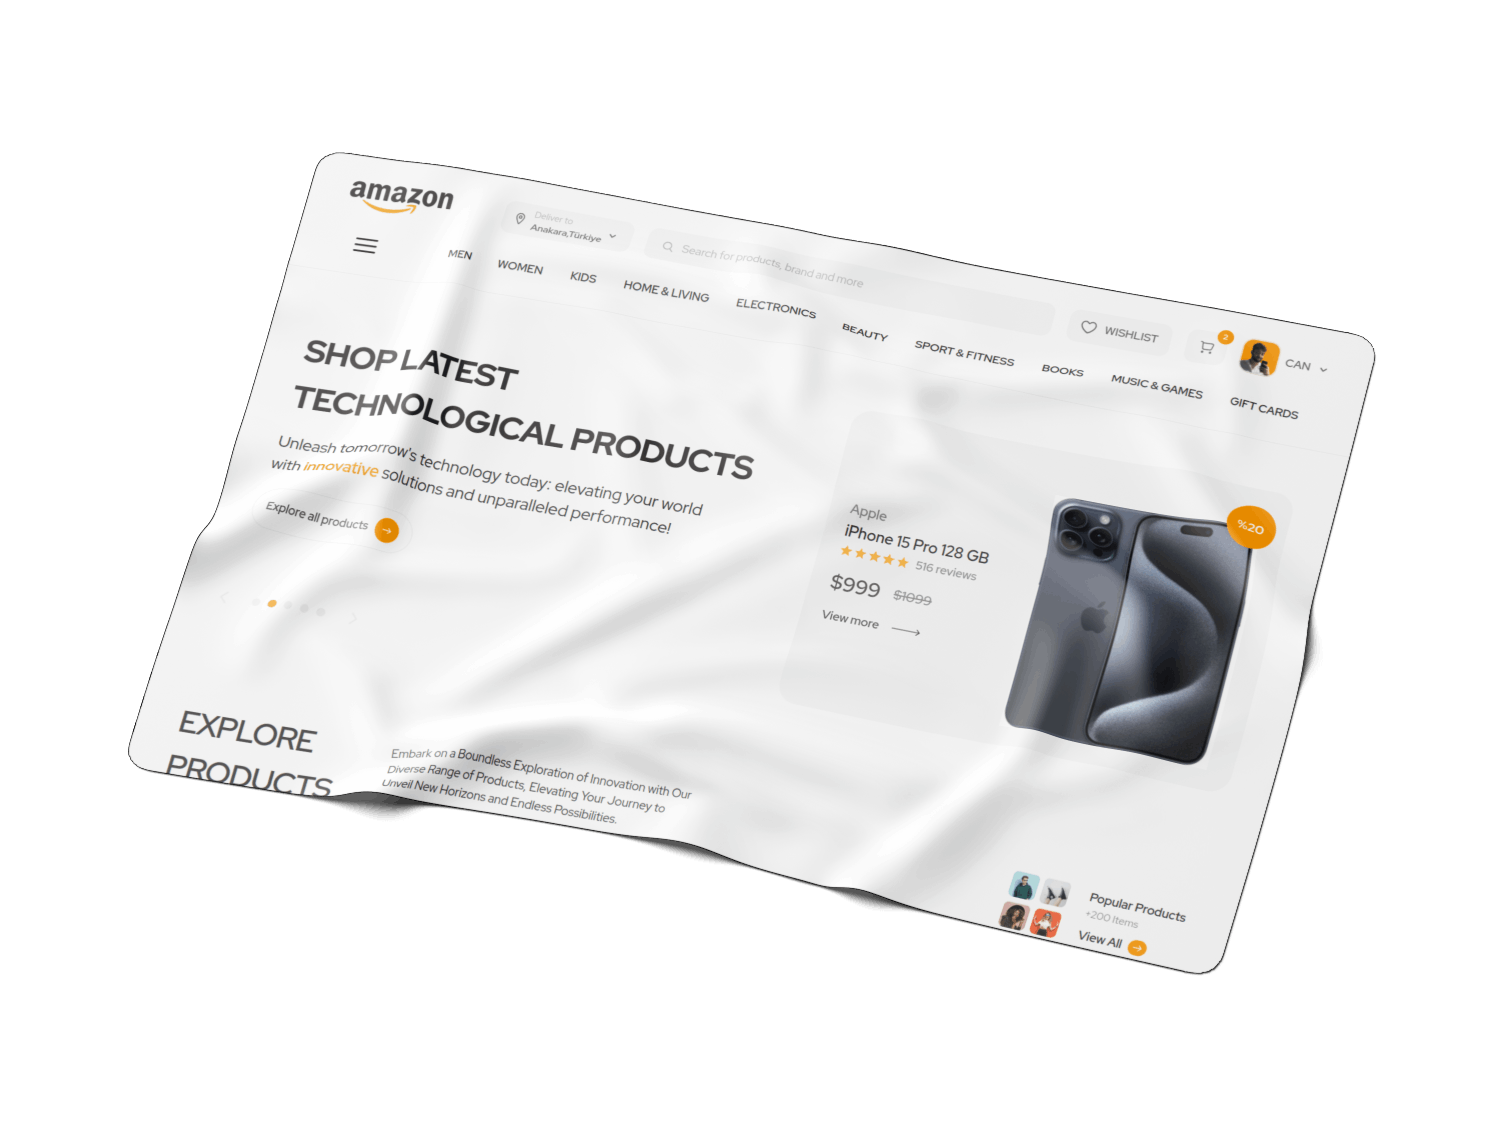 amazon
Deliver to
Anakara,Türkiye
Search for products, brand and more
WISHLIST
2
CAN
MEN
WOMEN
KIDS
HOME & LIVING
ELECTRONICS
BEAUTY
SPORT & FITNESS
BOOKS
MUSIC & GAMES
GIFT CARDS
SHOP LATEST
TECHNOLOGICAL PRODUCTS
Unleash tomorrow's technology today: elevating your world
with innovative solutions and unparalleled performance!
Explore all products
Apple
iPhone 15 Pro 128 GB
516 reviews
$999 $1099
View more
%20
EXPLORE
PRODUCTS
Embark on a Boundless Exploration of Innovation with Our
Diverse Range of Products, Elevating Your Journey to
Unveil New Horizons and Endless Possibilities.
Popular Products
+200 Items
View All